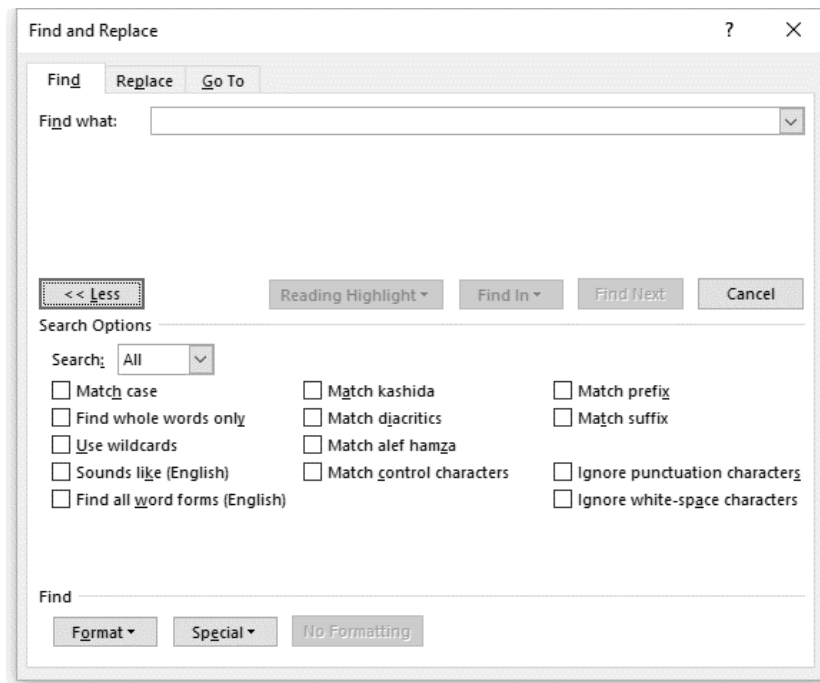 Find and Replace ?
Find Replace Go To
Find what:
<< Less Reading Highlight Find In Find Next Cancel
Search Options
Search: All
Match case Match kashida Match prefix
Find whole words only Match diacritics Match suffix
Use wildcards Match alef hamza
Sounds like (English) Match control characters Ignore punctuation characters
Find all word forms (English) Ignore white-space characters
Find
Format Special No Formatting